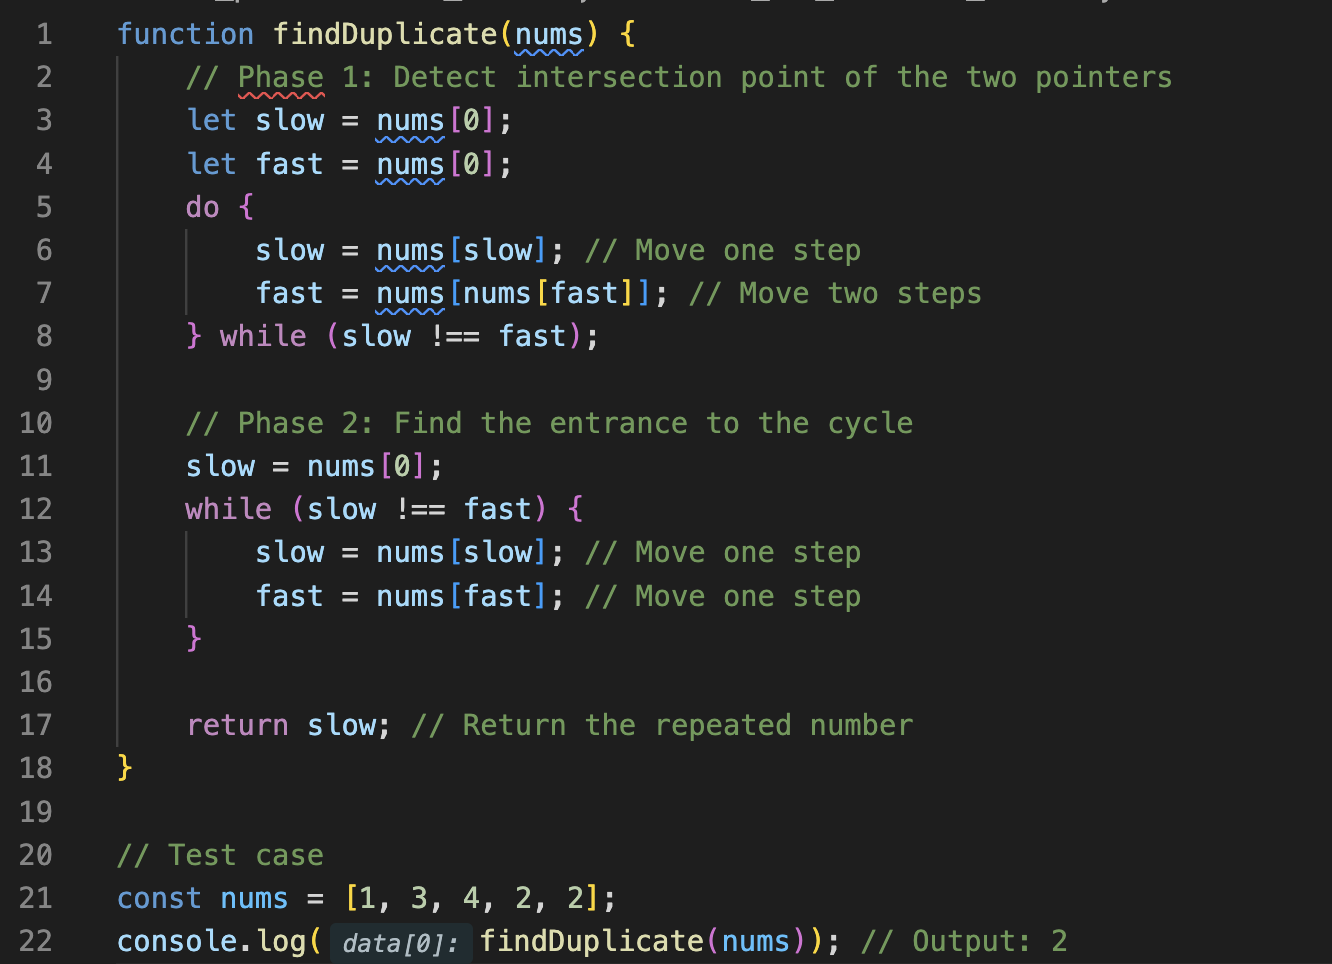 1 function findDuplicate(nums) {
2 // Phase 1: Detect intersection point of the two pointers
3 let slow = nums[0];
4 let fast = nums[0];
5 do {
6 slow = nums[slow]; // Move one step
7 fast = nums[nums[fast]]; // Move two steps
8 } while (slow !== fast);
9
10 // Phase 2: Find the entrance to the cycle
11 slow = nums[0];
12 while (slow !== fast) {
13 slow = nums[slow]; // Move one step
14 fast = nums[fast]; // Move one step
15 }
16
17 return slow; // Return the repeated number
18 }
19
20 // Test case
21 const nums = [1, 3, 4, 2, 2];
22 console.log( data[0]: findDuplicate(nums)); // Output: 2